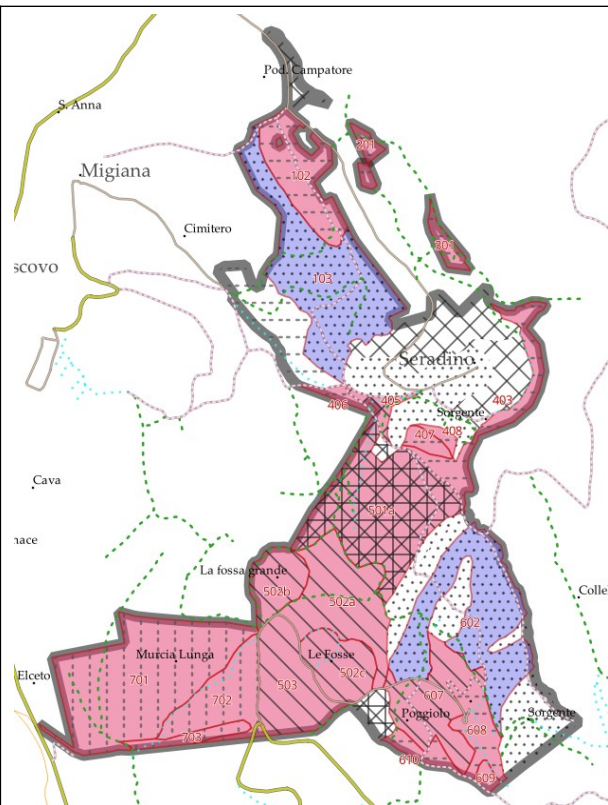 Pod. Campatore
S. Anna
201
Migiana
102
Cimitero
301
scovo
103
Seradino
406
405
Sorgente
403
407
408
Cava
501a
nace
La fossa grande
502b
502a
Colle
602
Murcia Lunga
Le Fosse
502c
Elceto
701
702
503
607
Poggiolo
Sorgente
608
703
610
609